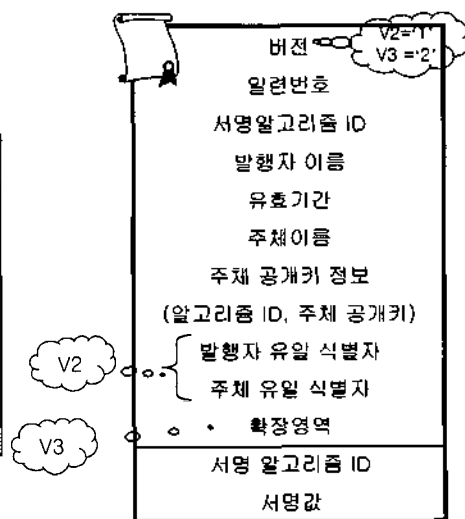 버전
V2='1'
V3 ='2'
일련번호
서명알고리즘 ID
발행자 이름
유효기간
주체이름
주체 공개키 정보
(알고리즘 ID, 주체 공개키)
V2
발행자 유일 식별자
주체 유일 식별자
V3
확장영역
서명 알고리즘 ID
서명값